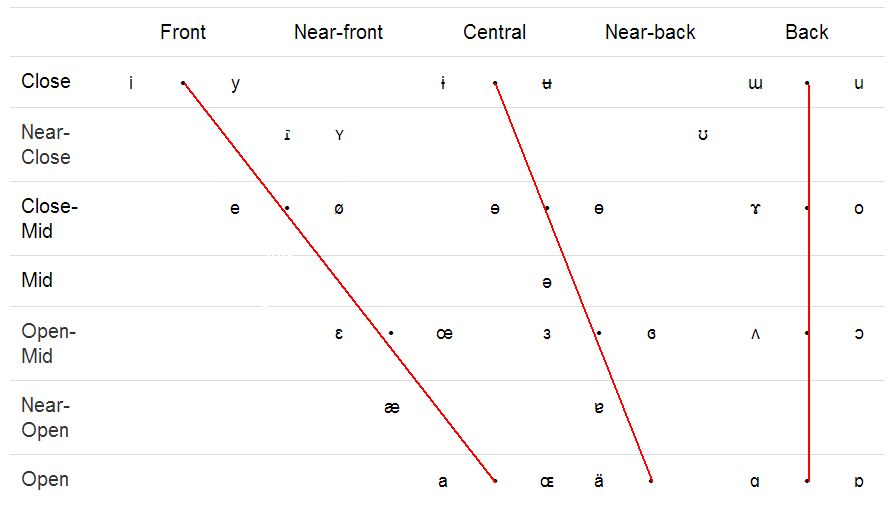 Front Near-front Central Near-back Back
Close i • y ɨ • ʉ ɯ • u
Near-
Close ɪ ʏ ʊ
Close-
Mid e • ø ɘ • ɵ ɤ • o
Mid ə
Open-
Mid ɛ • œ ɜ • ɞ ʌ • ɔ
Near-
Open æ ɐ
Open a • ɶ ä • ɑ • ɒ